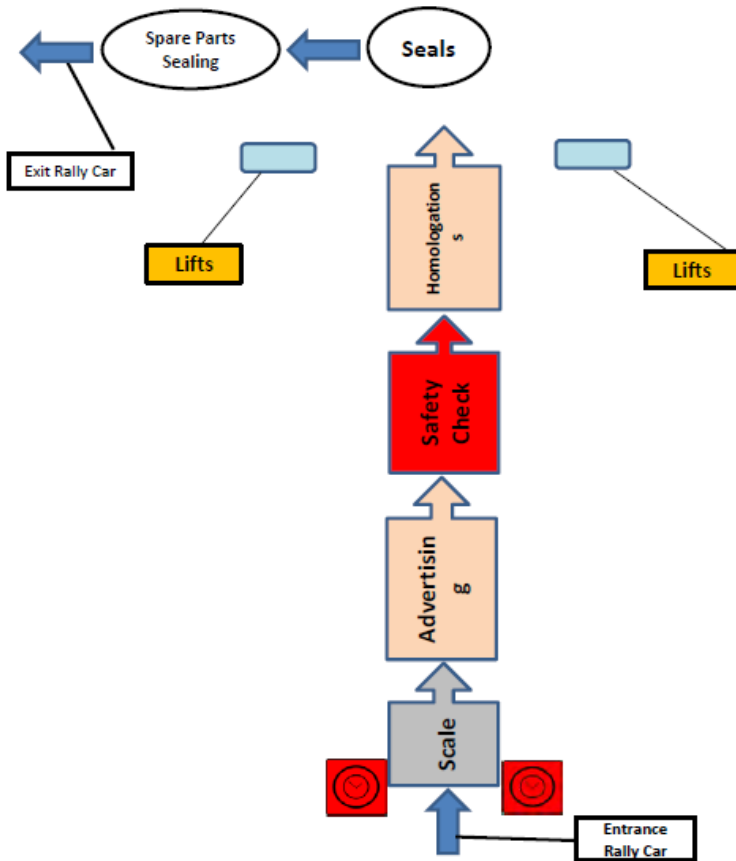 Spare Parts
Sealing
Seals
Exit Rally Car
Lifts
Lifts
Homologation
s
Safety
Check
Advertisin
g
Scale
Entrance
Rally Car